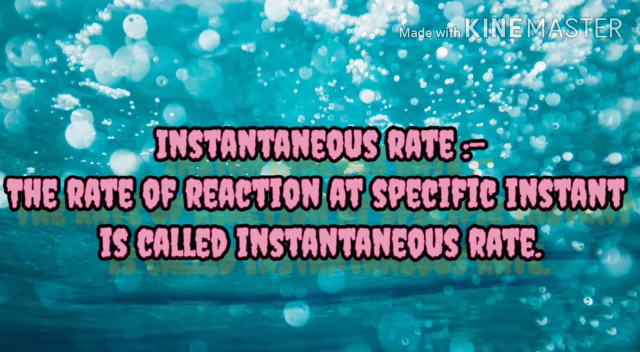 Made with KINEMASTER
INSTANTANEOUS RATE :-
THE RATE OF REACTION AT SPECIFIC INSTANT
IS CALLED INSTANTANEOUS RATE.